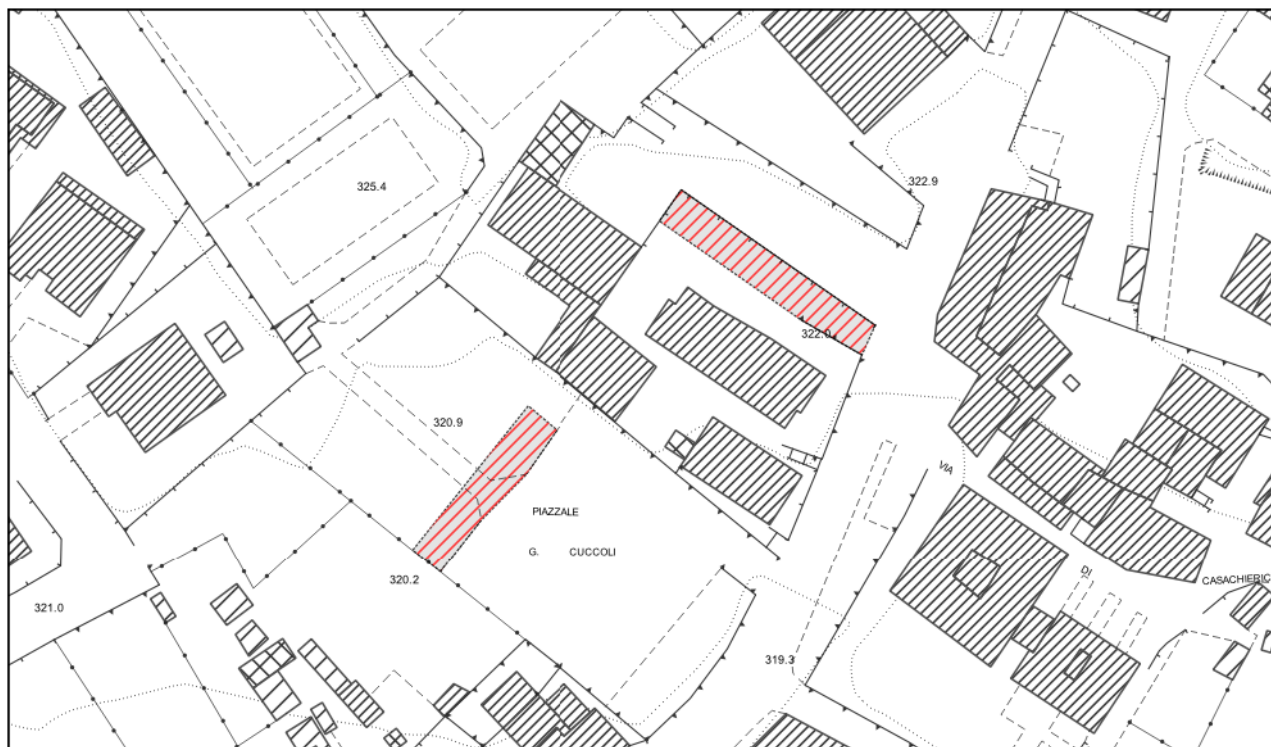 322.9
325.4
322.0
320.9
VIA
PIAZZALE
G. CUCCOLI
DI
320.2
CASACHIERIC
321.0
319.3